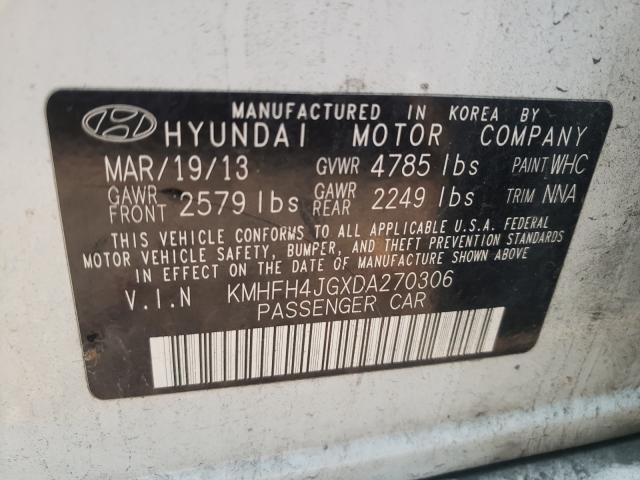 MANUFACTURED IN KOREA BY
HYUNDAI MOTOR COMPANY
MAR/19/13 GVWR 4785 lbs PAINT WHC
GAWR FRONT 2579 lbs GAWR REAR 2249 lbs TRIM NNA
THIS VEHICLE CONFORMS TO ALL APPLICABLE U.S.A. FEDERAL
MOTOR VEHICLE SAFETY, BUMPER, AND THEFT PREVENTION STANDARDS
IN EFFECT ON THE DATE OF MANUFACTURE SHOWN ABOVE
V.I.N KMHFH4JGXDA270306
PASSENGER CAR